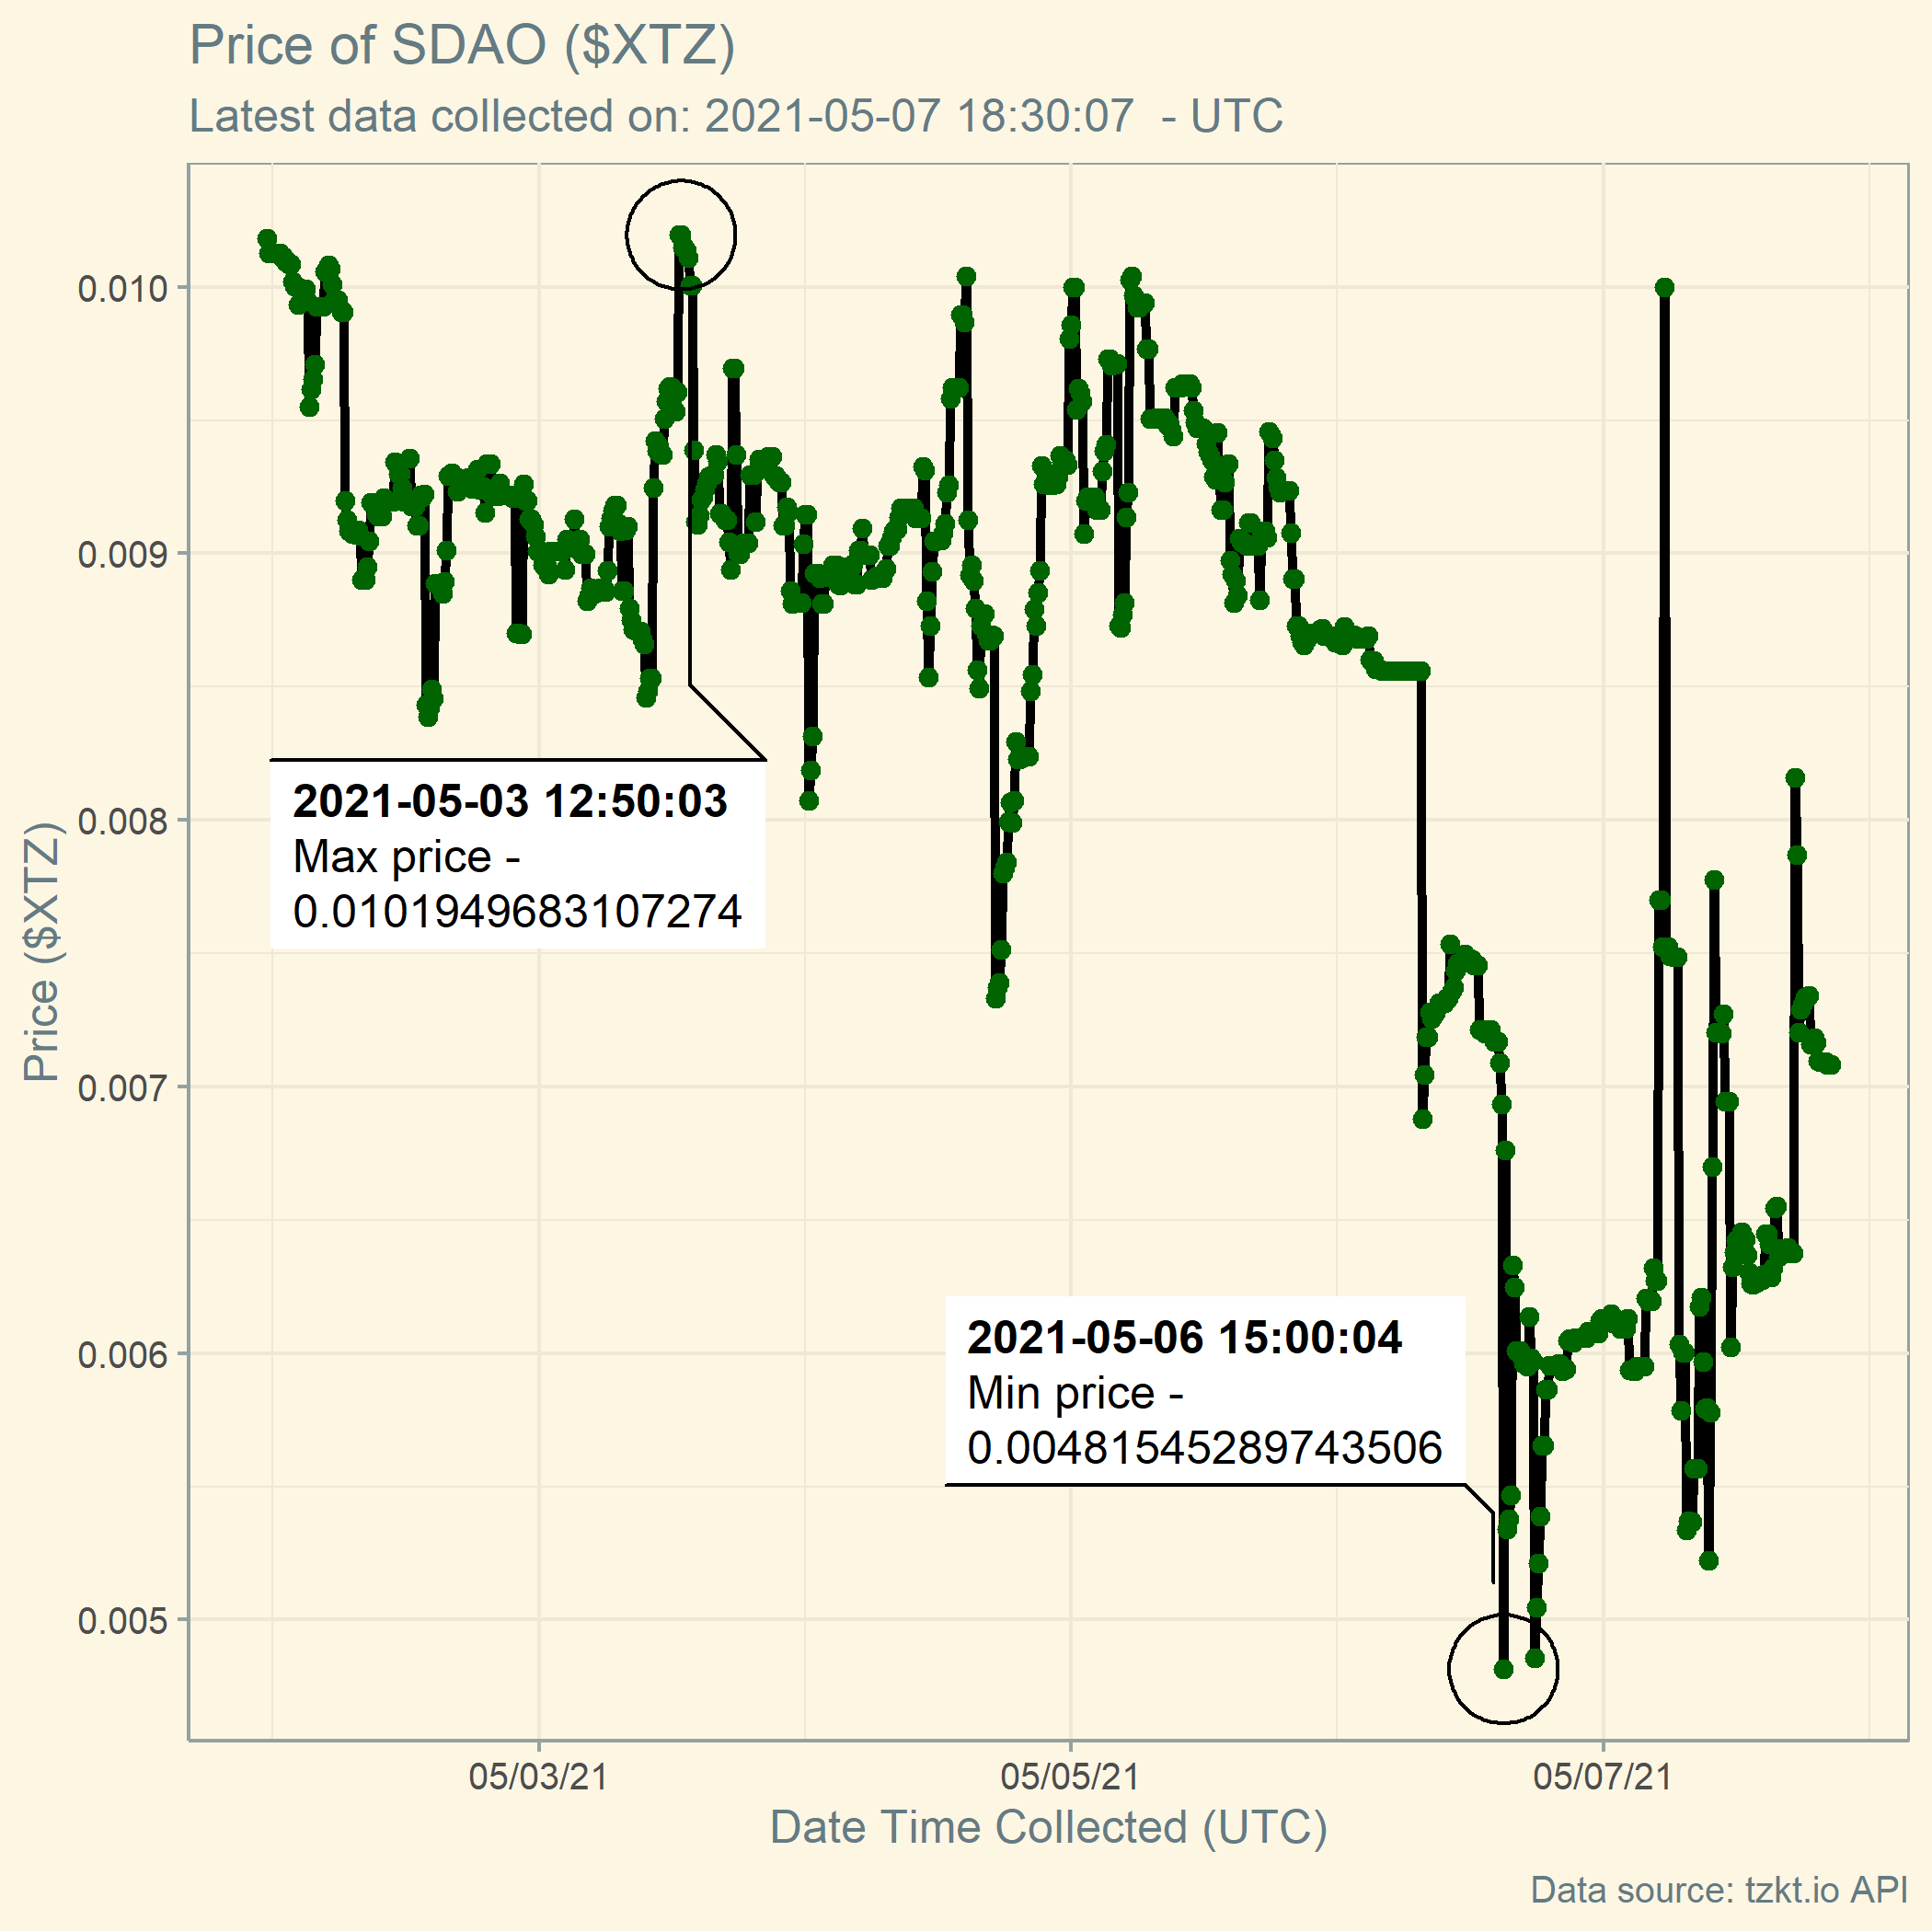 Price of SDAO ($XTZ)
Latest data collected on: 2021-05-07 18:30:07  - UTC
0.010
0.009
0.008
0.007
0.006
0.005
Price ($XTZ)
2021-05-03 12:50:03
Max price -
0.0101949683107274
2021-05-06 15:00:04
Min price -
0.00481545289743506
05/03/21
05/05/21
05/07/21
Date Time Collected (UTC)
Data source: tzkt.io API